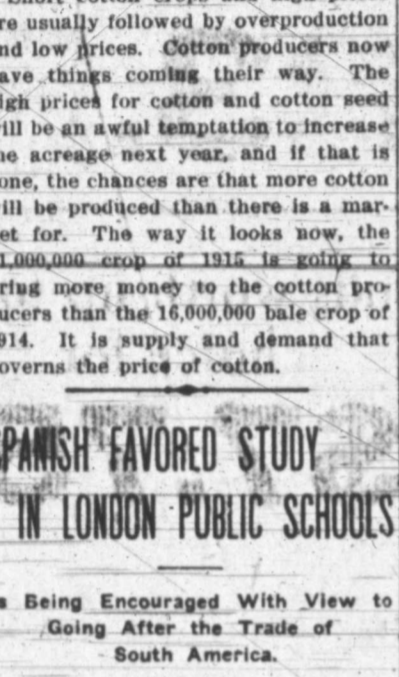 re usually followed by overproduction
nd low prices. Cotton producers now
ave things coming their way. The
igh prices for cotton and cotton seed
ill be an awful temptation to increase
he acreage next year, and if that is
one, the chances are that more cotton
ill be produced than there is a mar-
et for. The way it looks now, the
1,000,000 crop of 1915 is going to
ring more money to the cotton pro-
ucers than the 16,000,000 bale crop of
914. It is supply and demand that
overns the price of cotton.
PANISH FAVORED STUDY
IN LONDON PUBLIC SCHOOLS
s Being Encouraged With View to
Going After the Trade of
South America.